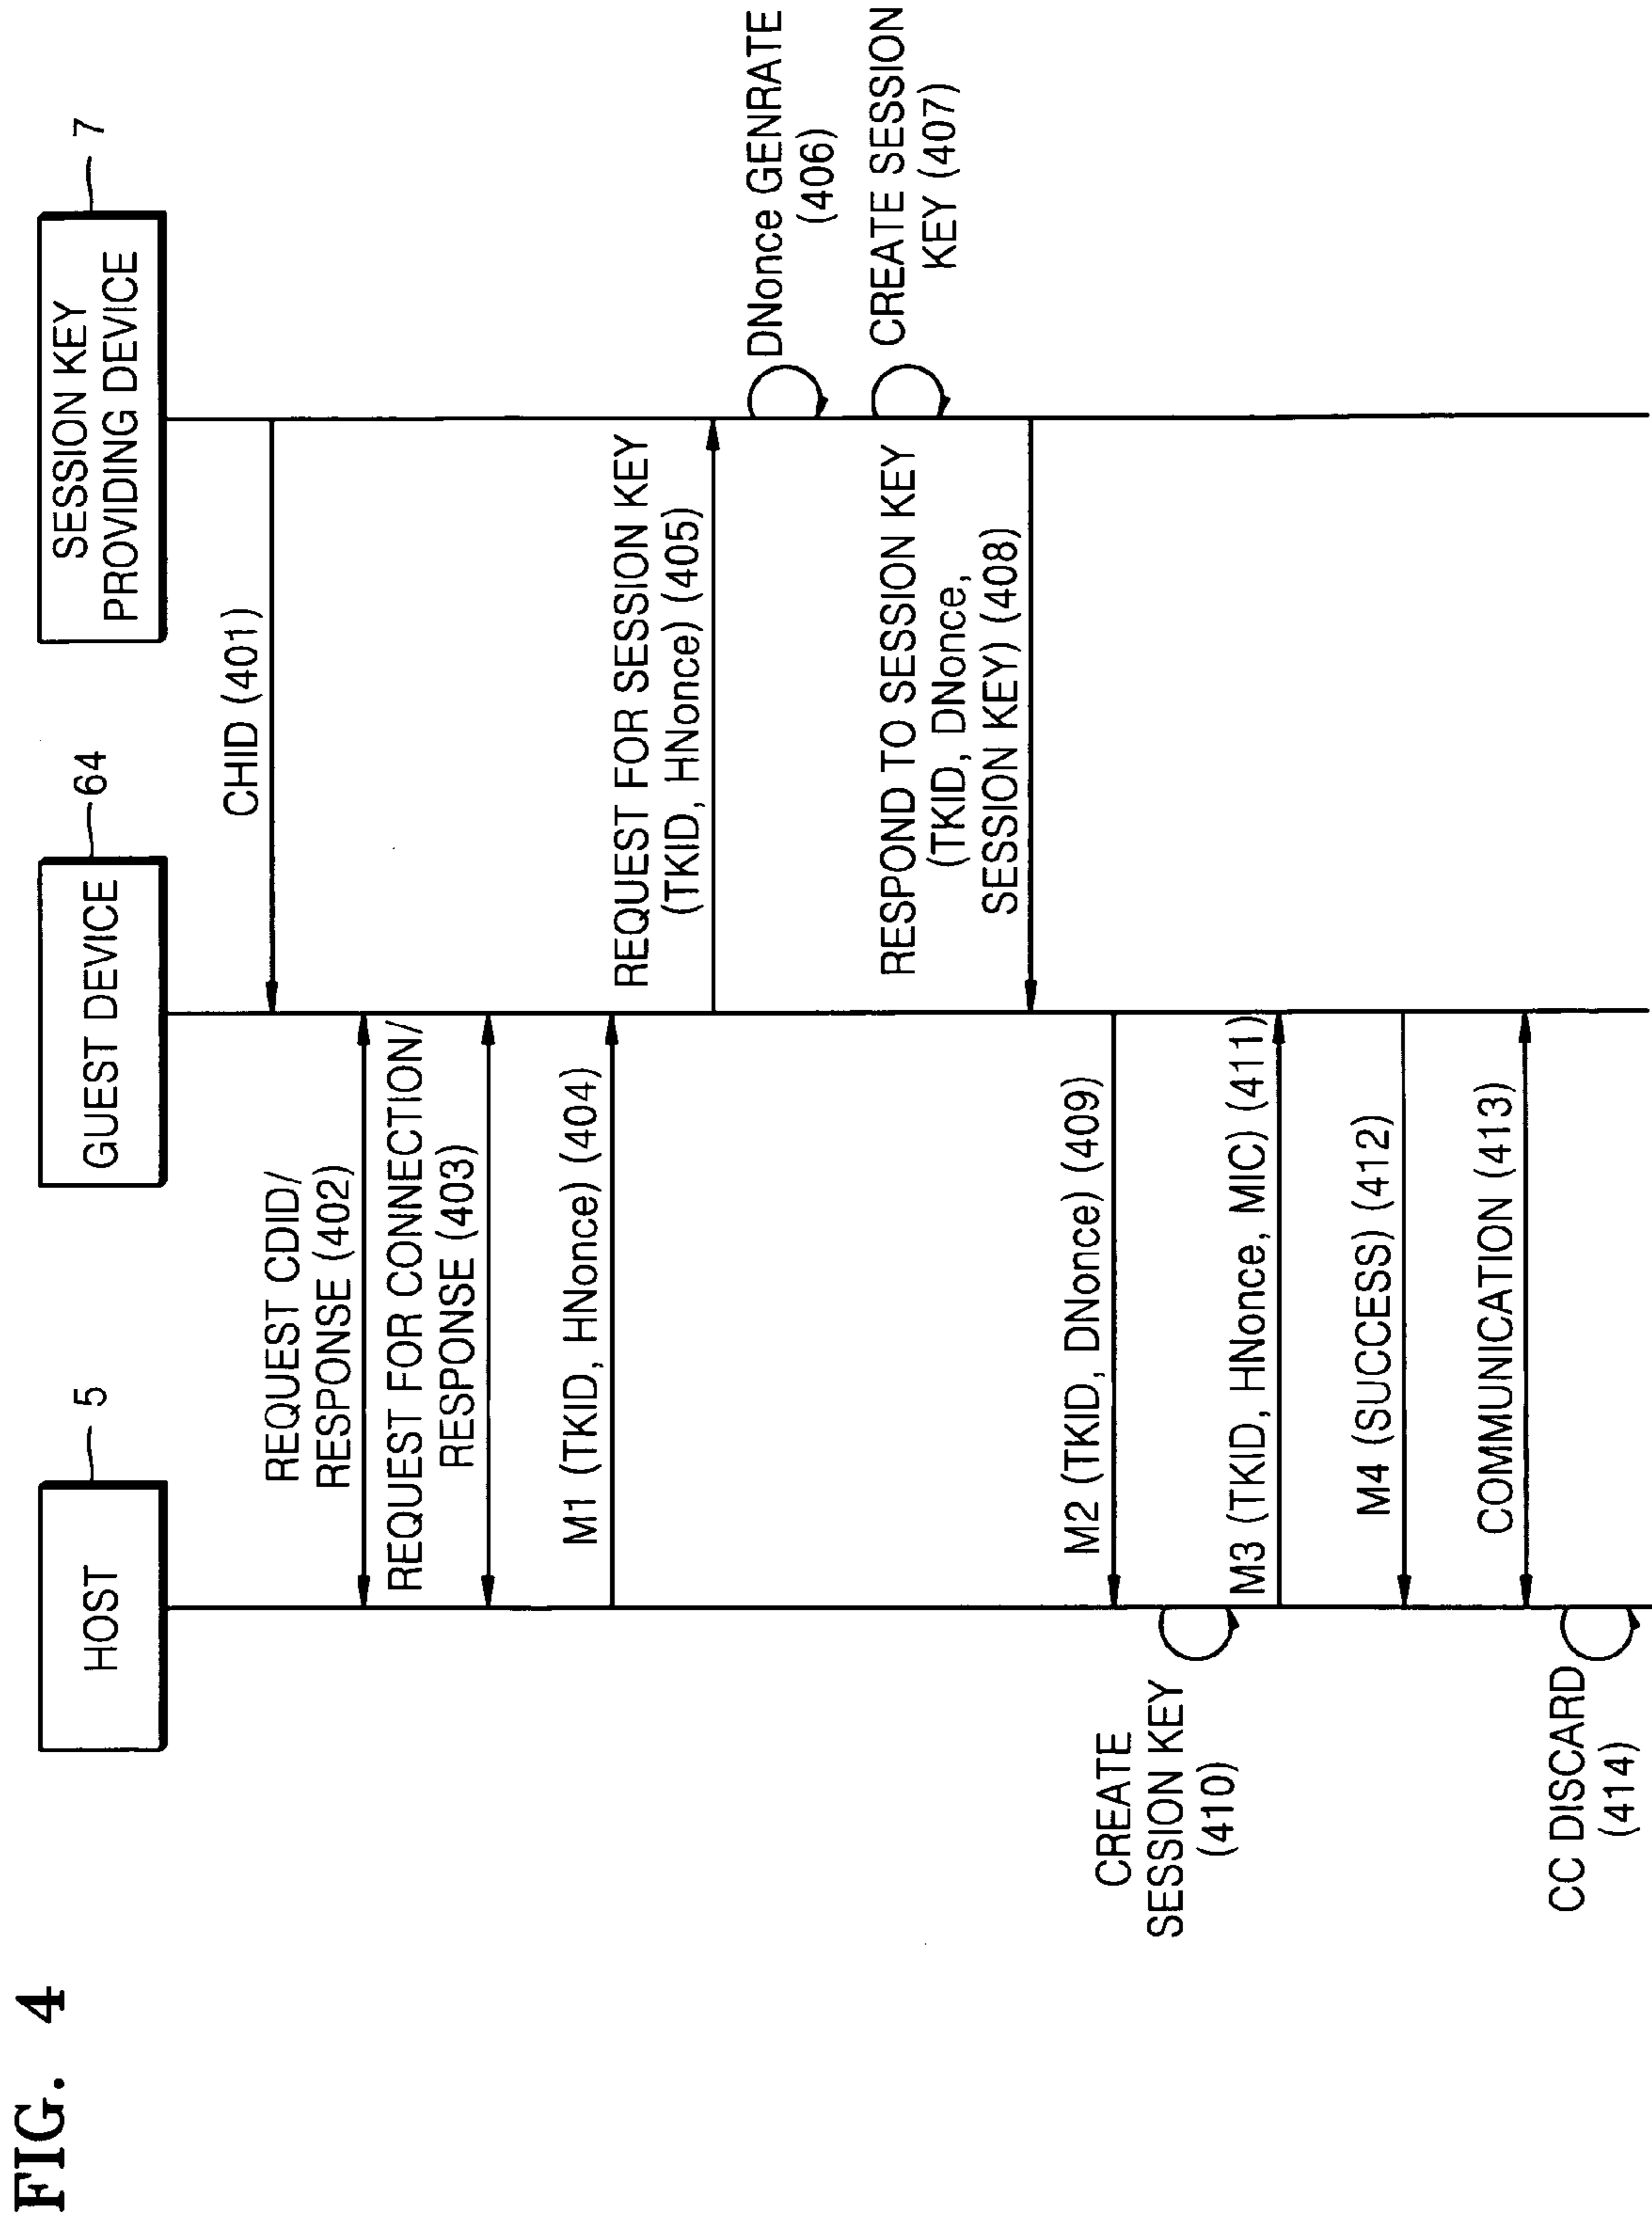 FIG. 4
HOST
5
GUEST DEVICE
64
SESSION KEY
PROVIDING DEVICE
7
CHID (401)
REQUEST CDID/
RESPONSE (402)
REQUEST FOR CONNECTION/
RESPONSE (403)
M1 (TKID, HNonce) (404)
REQUEST FOR SESSION KEY
(TKID, HNonce) (405)
DNonce GENRATE
(406)
CREATE SESSION
KEY (407)
RESPOND TO SESSION KEY
(TKID, DNonce,
SESSION KEY) (408)
M2 (TKID, DNonce) (409)
CREATE
SESSION KEY
(410)
M3 (TKID, HNonce, MIC) (411)
M4 (SUCCESS) (412)
COMMUNICATION (413)
CC DISCARD
(414)